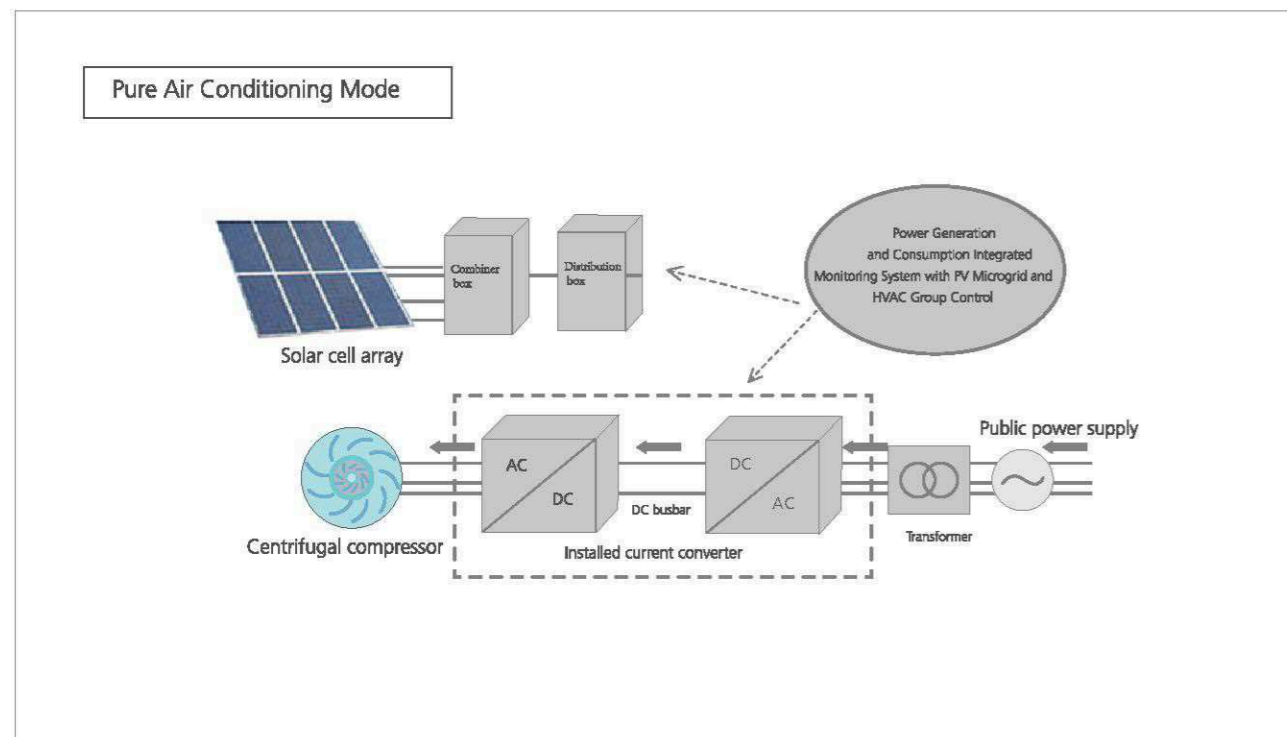 Pure Air Conditioning Mode
Power Generation
and Consumption Integrated
Monitoring System with PV Microgrid and
HVAC Group Control
Combiner
box
Distribution
box
Solar cell array
Public power supply
AC
DC
DC
AC
DC busbar
Transformer
Centrifugal compressor
Installed current converter